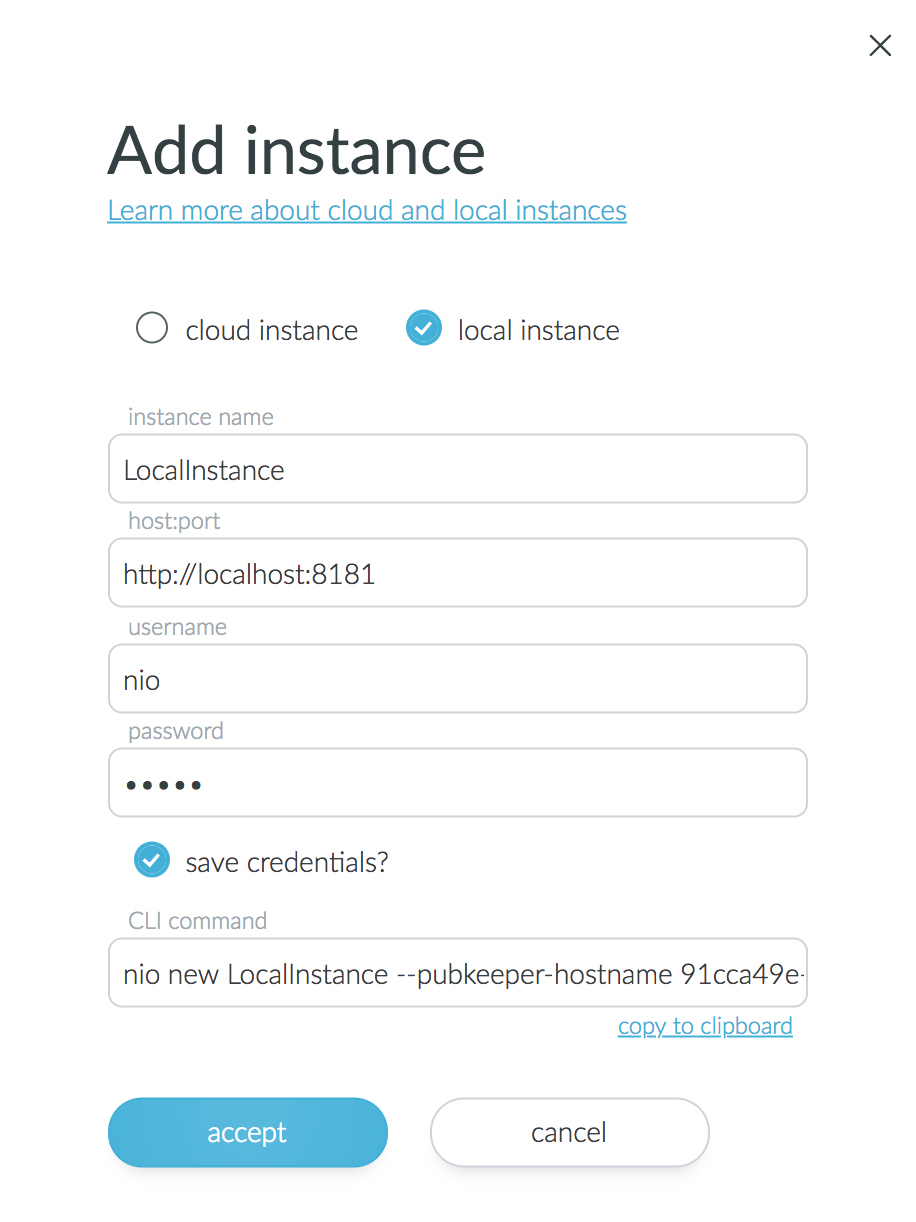 Add instance
Learn more about cloud and local instances
cloud instance local instance
instance name
LocalInstance
host:port
http://localhost:8181
username
nio
password
•••••
save credentials?
CLI command
nio new LocalInstance --pubkeeper-hostname 91cca49e-
copy to clipboard
accept cancel